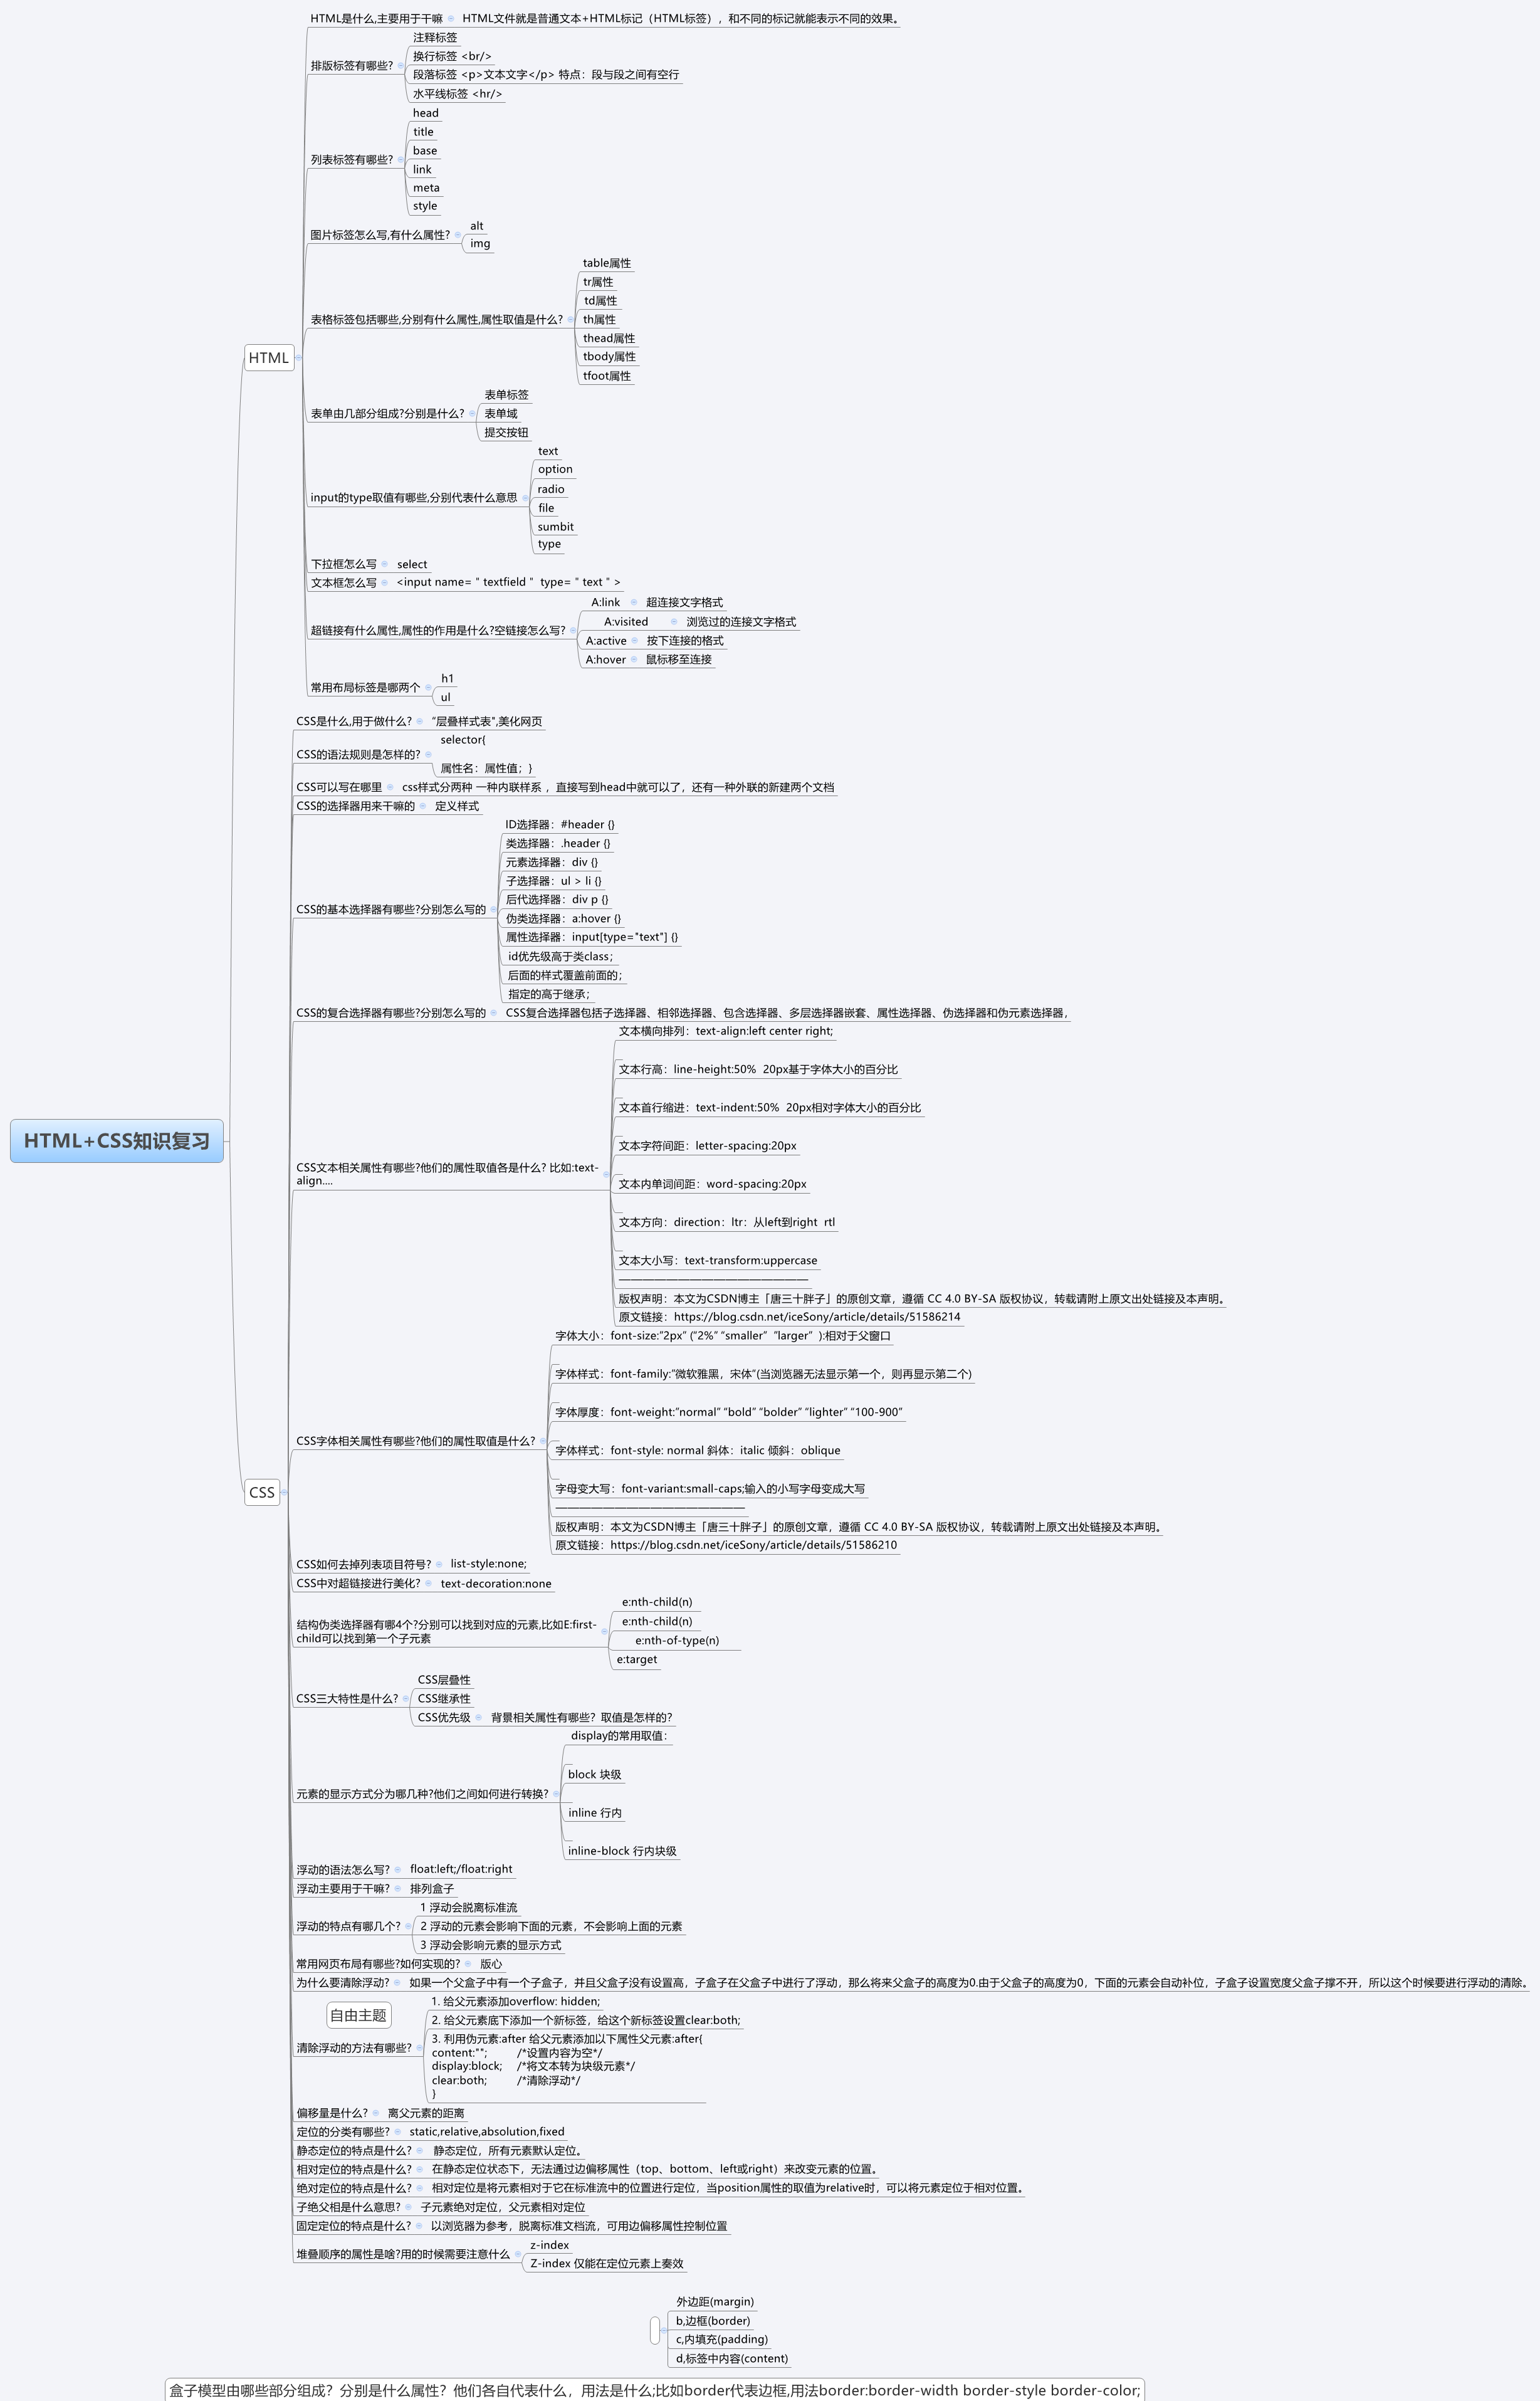 HTML+CSS知识复习
HTML
HTML是什么,主要用于干嘛
HTML文件就是普通文本+HTML标记（HTML标签），和不同的标记就能表示不同的效果。
排版标签有哪些?
注释标签
换行标签 <br/>
段落标签 <p>文本文字</p> 特点：段与段之间有空行
水平线标签 <hr/>
列表标签有哪些?
head
title
base
link
meta
style
图片标签怎么写,有什么属性?
alt
img
表格标签包括哪些,分别有什么属性,属性取值是什么?
table属性
tr属性
td属性
th属性
thead属性
tbody属性
tfoot属性
表单由几部分组成?分别是什么?
表单标签
表单域
提交按钮
input的type取值有哪些,分别代表什么意思
text
option
radio
file
sumbit
type
下拉框怎么写
select
文本框怎么写
<input name= " textfield "  type= " text " >
超链接有什么属性,属性的作用是什么?空链接怎么写?
A:link
超连接文字格式
A:visited
浏览过的连接文字格式
A:active
按下连接的格式
A:hover
鼠标移至连接
常用布局标签是哪两个
h1
ul
CSS
CSS是什么,用于做什么?
“层叠样式表",美化网页
CSS的语法规则是怎样的?
selector{
属性名：属性值；}
CSS可以写在哪里
css样式分两种 一种内联样系 ，直接写到head中就可以了，还有一种外联的新建两个文档
CSS的选择器用来干嘛的
定义样式
CSS的基本选择器有哪些?分别怎么写的
ID选择器：#header {}
类选择器：.header {}
元素选择器：div {}
子选择器：ul > li {}
后代选择器：div p {}
伪类选择器：a:hover {}
属性选择器：input[type="text"] {}
id优先级高于类class；
后面的样式覆盖前面的；
指定的高于继承；
CSS的复合选择器有哪些?分别怎么写的
CSS复合选择器包括子选择器、相邻选择器、包含选择器、多层选择器嵌套、属性选择器、伪选择器和伪元素选择器，
CSS文本相关属性有哪些?他们的属性取值各是什么? 比如:text-
align....
文本横向排列：text-align:left center right;
文本行高：line-height:50%  20px基于字体大小的百分比
文本首行缩进：text-indent:50%  20px相对字体大小的百分比
文本字符间距：letter-spacing:20px
文本内单词间距：word-spacing:20px
文本方向：direction：ltr：从left到right  rtl
文本大小写：text-transform:uppercase
————————————————
版权声明：本文为CSDN博主「唐三十胖子」的原创文章，遵循 CC 4.0 BY-SA 版权协议，转载请附上原文出处链接及本声明。
原文链接：https://blog.csdn.net/iceSony/article/details/51586214
CSS字体相关属性有哪些?他们的属性取值是什么?
字体大小：font-size:”2px” (“2%” “smaller”  “larger”  ):相对于父窗口
字体样式：font-family:”微软雅黑，宋体”(当浏览器无法显示第一个，则再显示第二个)
字体厚度：font-weight:”normal” “bold” “bolder” “lighter” “100-900”
字体样式：font-style: normal 斜体：italic 倾斜：oblique
字母变大写：font-variant:small-caps;输入的小写字母变成大写
————————————————
版权声明：本文为CSDN博主「唐三十胖子」的原创文章，遵循 CC 4.0 BY-SA 版权协议，转载请附上原文出处链接及本声明。
原文链接：https://blog.csdn.net/iceSony/article/details/51586210
CSS如何去掉列表项目符号?
list-style:none;
CSS中对超链接进行美化?
text-decoration:none
结构伪类选择器有哪4个?分别可以找到对应的元素,比如E:first-
child可以找到第一个子元素
e:nth-child(n)
e:nth-child(n)
e:nth-of-type(n)
e:target
CSS三大特性是什么?
CSS层叠性
CSS继承性
CSS优先级
背景相关属性有哪些？取值是怎样的?
元素的显示方式分为哪几种?他们之间如何进行转换?
display的常用取值：
block 块级
inline 行内
inline-block 行内块级
浮动的语法怎么写?
float:left;/float:right
浮动主要用于干嘛?
排列盒子
浮动的特点有哪几个?
1 浮动会脱离标准流
2 浮动的元素会影响下面的元素，不会影响上面的元素
3 浮动会影响元素的显示方式
常用网页布局有哪些?如何实现的?
版心
为什么要清除浮动?
如果一个父盒子中有一个子盒子，并且父盒子没有设置高，子盒子在父盒子中进行了浮动，那么将来父盒子的高度为0.由于父盒子的高度为0，下面的元素会自动补位，子盒子设置宽度父盒子撑不开，所以这个时候要进行浮动的清除。
自由主题
清除浮动的方法有哪些?
1. 给父元素添加overflow: hidden;
2. 给父元素底下添加一个新标签，给这个新标签设置clear:both;
3. 利用伪元素:after 给父元素添加以下属性父元素:after{
content:"";  /*设置内容为空*/
display:block;  /*将文本转为块级元素*/
clear:both;  /*清除浮动*/
}
偏移量是什么?
离父元素的距离
定位的分类有哪些?
static,relative,absolution,fixed
静态定位的特点是什么?
静态定位，所有元素默认定位。
相对定位的特点是什么?
在静态定位状态下，无法通过边偏移属性（top、bottom、left或right）来改变元素的位置。
绝对定位的特点是什么?
相对定位是将元素相对于它在标准流中的位置进行定位，当position属性的取值为relative时，可以将元素定位于相对位置。
子绝父相是什么意思?
子元素绝对定位，父元素相对定位
固定定位的特点是什么?
以浏览器为参考，脱离标准文档流，可用边偏移属性控制位置
堆叠顺序的属性是啥?用的时候需要注意什么
z-index
Z-index 仅能在定位元素上奏效
外边距(margin)
b,边框(border)
c,内填充(padding)
d,标签中内容(content)
盒子模型由哪些部分组成？分别是什么属性？他们各自代表什么，用法是什么;比如border代表边框,用法border:border-width border-style border-color;